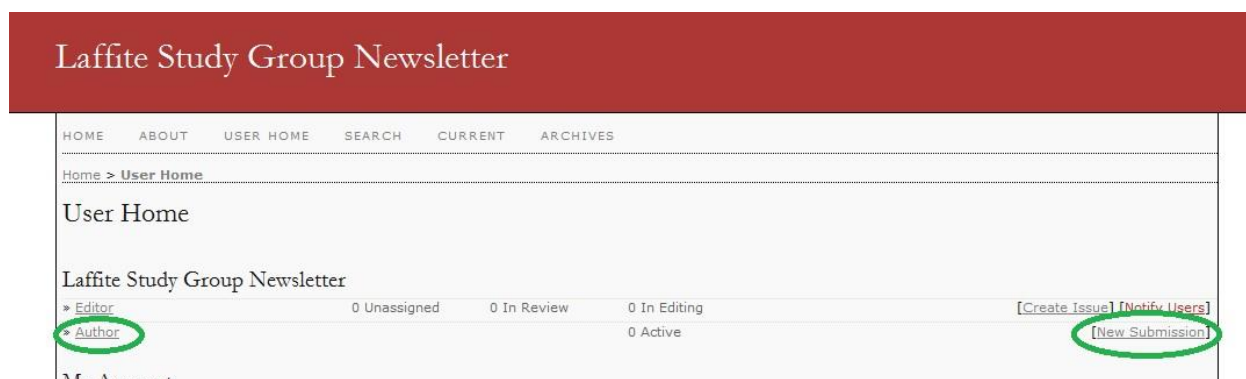 Laffite Study Group Newsletter
HOME ABOUT USER HOME SEARCH CURRENT ARCHIVES
Home > User Home
User Home
Laffite Study Group Newsletter
» Editor 0 Unassigned 0 In Review 0 In Editing [Create Issue] [Notify Users]
» Author 0 Active [New Submission]